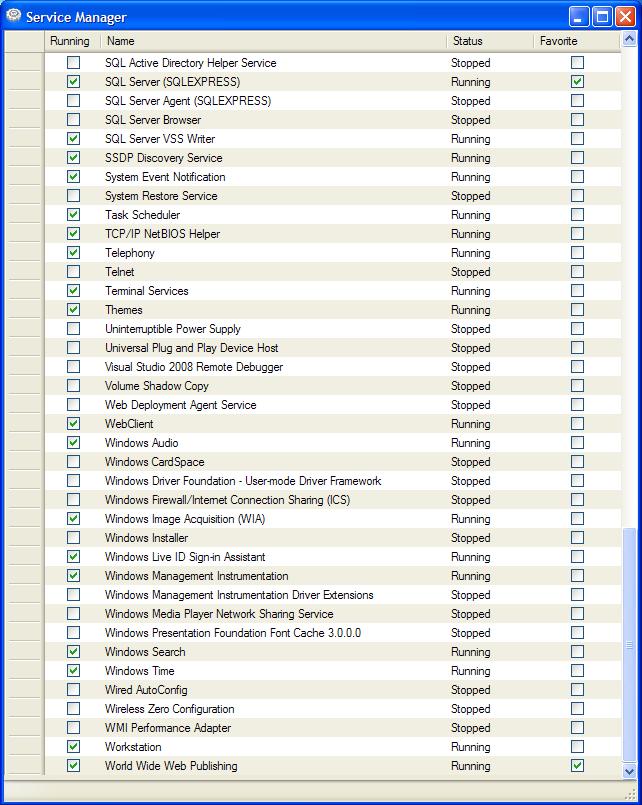 Service Manager
Running Name Status Favorite
SQL Active Directory Helper Service Stopped
SQL Server (SQLEXPRESS) Running
SQL Server Agent (SQLEXPRESS) Stopped
SQL Server Browser Stopped
SQL Server VSS Writer Running
SSDP Discovery Service Running
System Event Notification Running
System Restore Service Stopped
Task Scheduler Running
TCP/IP NetBIOS Helper Running
Telephony Running
Telnet Stopped
Terminal Services Running
Themes Running
Uninterruptible Power Supply Stopped
Universal Plug and Play Device Host Stopped
Visual Studio 2008 Remote Debugger Stopped
Volume Shadow Copy Stopped
Web Deployment Agent Service Stopped
WebClient Running
Windows Audio Running
Windows CardSpace Stopped
Windows Driver Foundation - User-mode Driver Framework Stopped
Windows Firewall/Internet Connection Sharing (ICS) Stopped
Windows Image Acquisition (WIA) Running
Windows Installer Stopped
Windows Live ID Sign-in Assistant Running
Windows Management Instrumentation Running
Windows Management Instrumentation Driver Extensions Stopped
Windows Media Player Network Sharing Service Stopped
Windows Presentation Foundation Font Cache 3.0.0.0 Stopped
Windows Search Running
Windows Time Running
Wired AutoConfig Stopped
Wireless Zero Configuration Stopped
WMI Performance Adapter Stopped
Workstation Running
World Wide Web Publishing Running